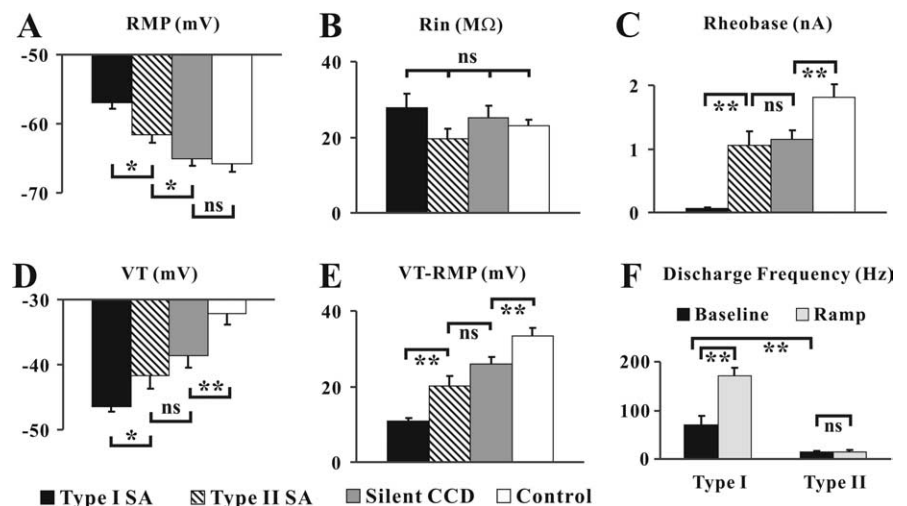 A RMP (mV)
-50
-60
-70
* * ns
B Rin (MΩ)
40
20
0
ns
C Rheobase (nA)
2
1
0
** ns **
D VT (mV)
-30
-40
-50
* ns **
E VT-RMP (mV)
40
20
0
** ns **
F Discharge Frequency (Hz)
Baseline Ramp
200
100
0
** ** ns
Type I Type II
Type I SA Type II SA Silent CCD Control